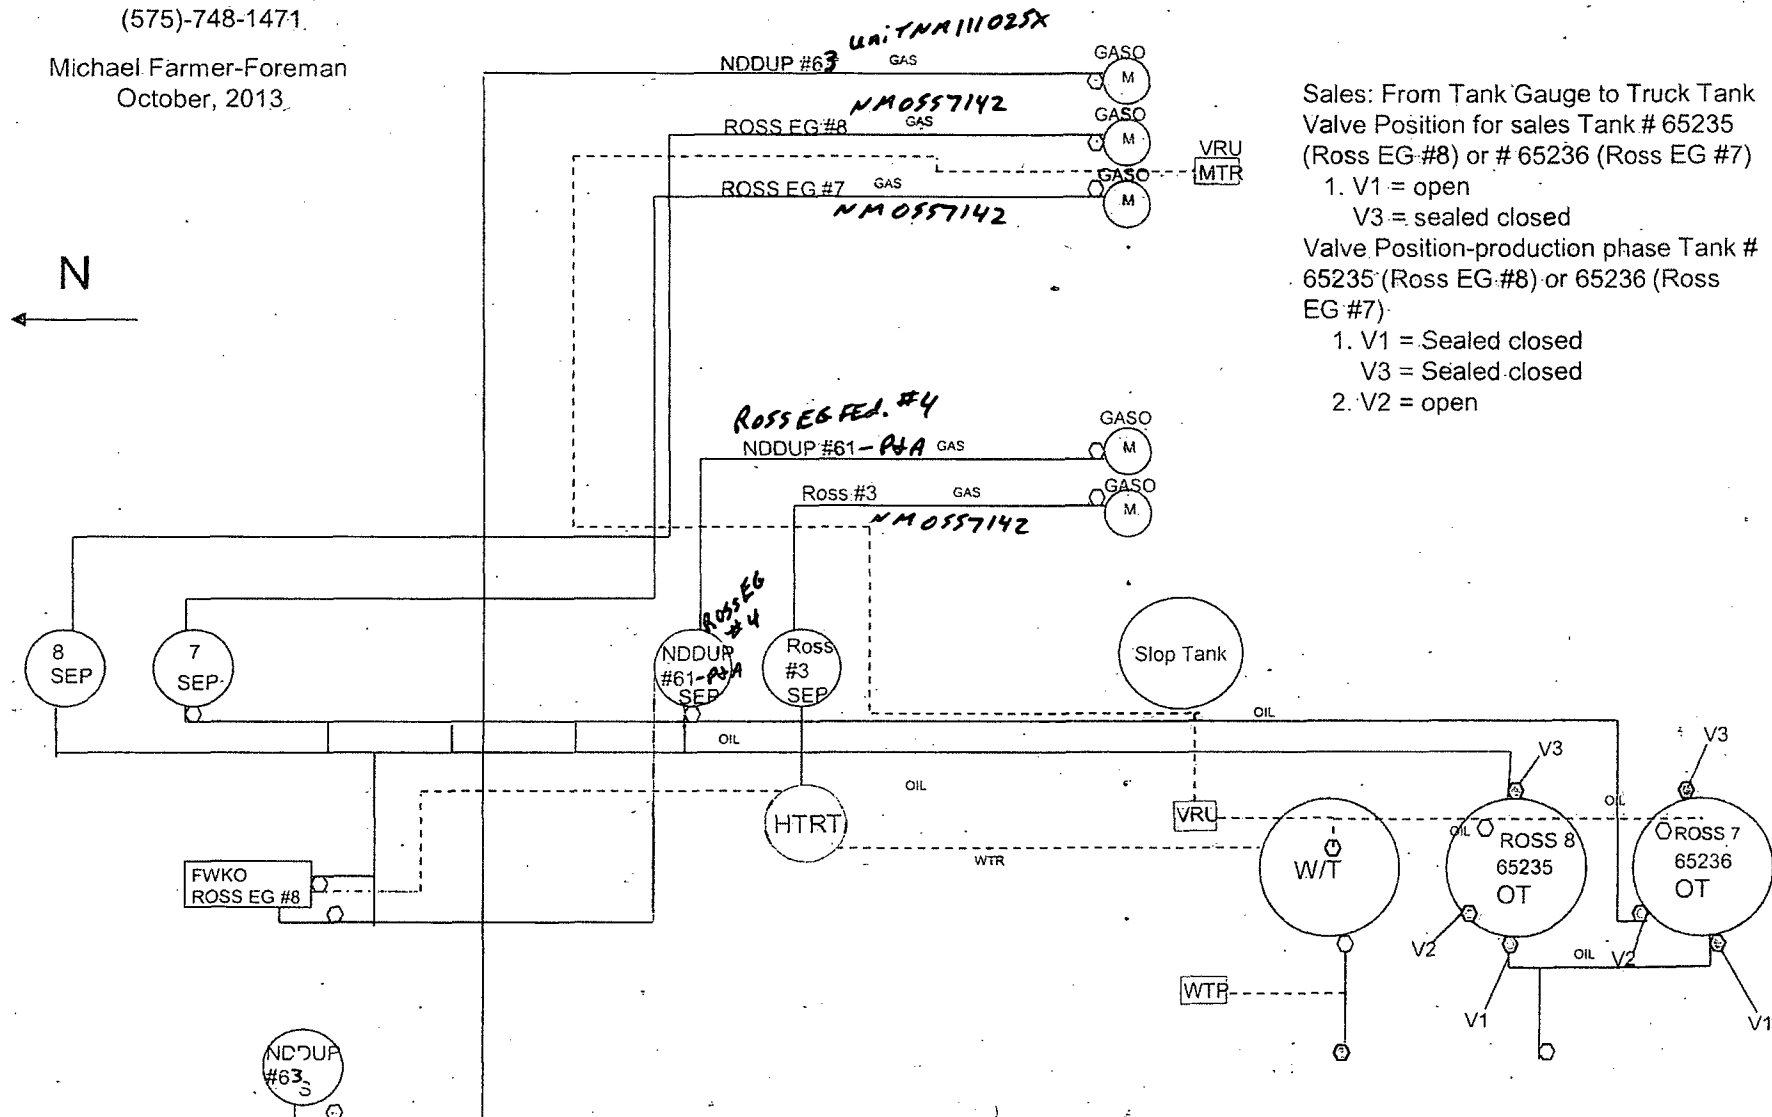 (575)-748-1471
Michael Farmer-Foreman
October, 2013
N
uniTNM111025X
NDDUP #63 GAS
GASO
M
NM0557142
ROSS EG #8 GAS
GASO
M
VRU
MTR
ROSS EG #7 GAS
GASO
M
NM0557142
Sales: From Tank Gauge to Truck Tank
Valve Position for sales Tank # 65235
(Ross EG #8) or # 65236 (Ross EG #7)
1. V1 = open
V3 = sealed closed
Valve Position-production phase Tank #
65235 (Ross EG #8) or 65236 (Ross
EG #7)
1. V1 = Sealed closed
V3 = Sealed closed
2. V2 = open
Ross EG FEd. #4
NDDUP #61-P&A GAS
GASO
M
Ross #3 GAS
GASO
M
NM0557142
8
SEP
7
SEP
Ross EG
#4
NDDUP
#61-P&A
SEP
Ross
#3
SEP
Slop Tank
OIL
OIL
OIL
HTRT
WTR
VRU
FWKO
ROSS EG #8
W/T
WTP
V3
V3
OIL
OIL
ROSS 8
65235
OT
ROSS 7
65236
OT
V2
OIL
V2
V1
V1
NDDUP
#63
S